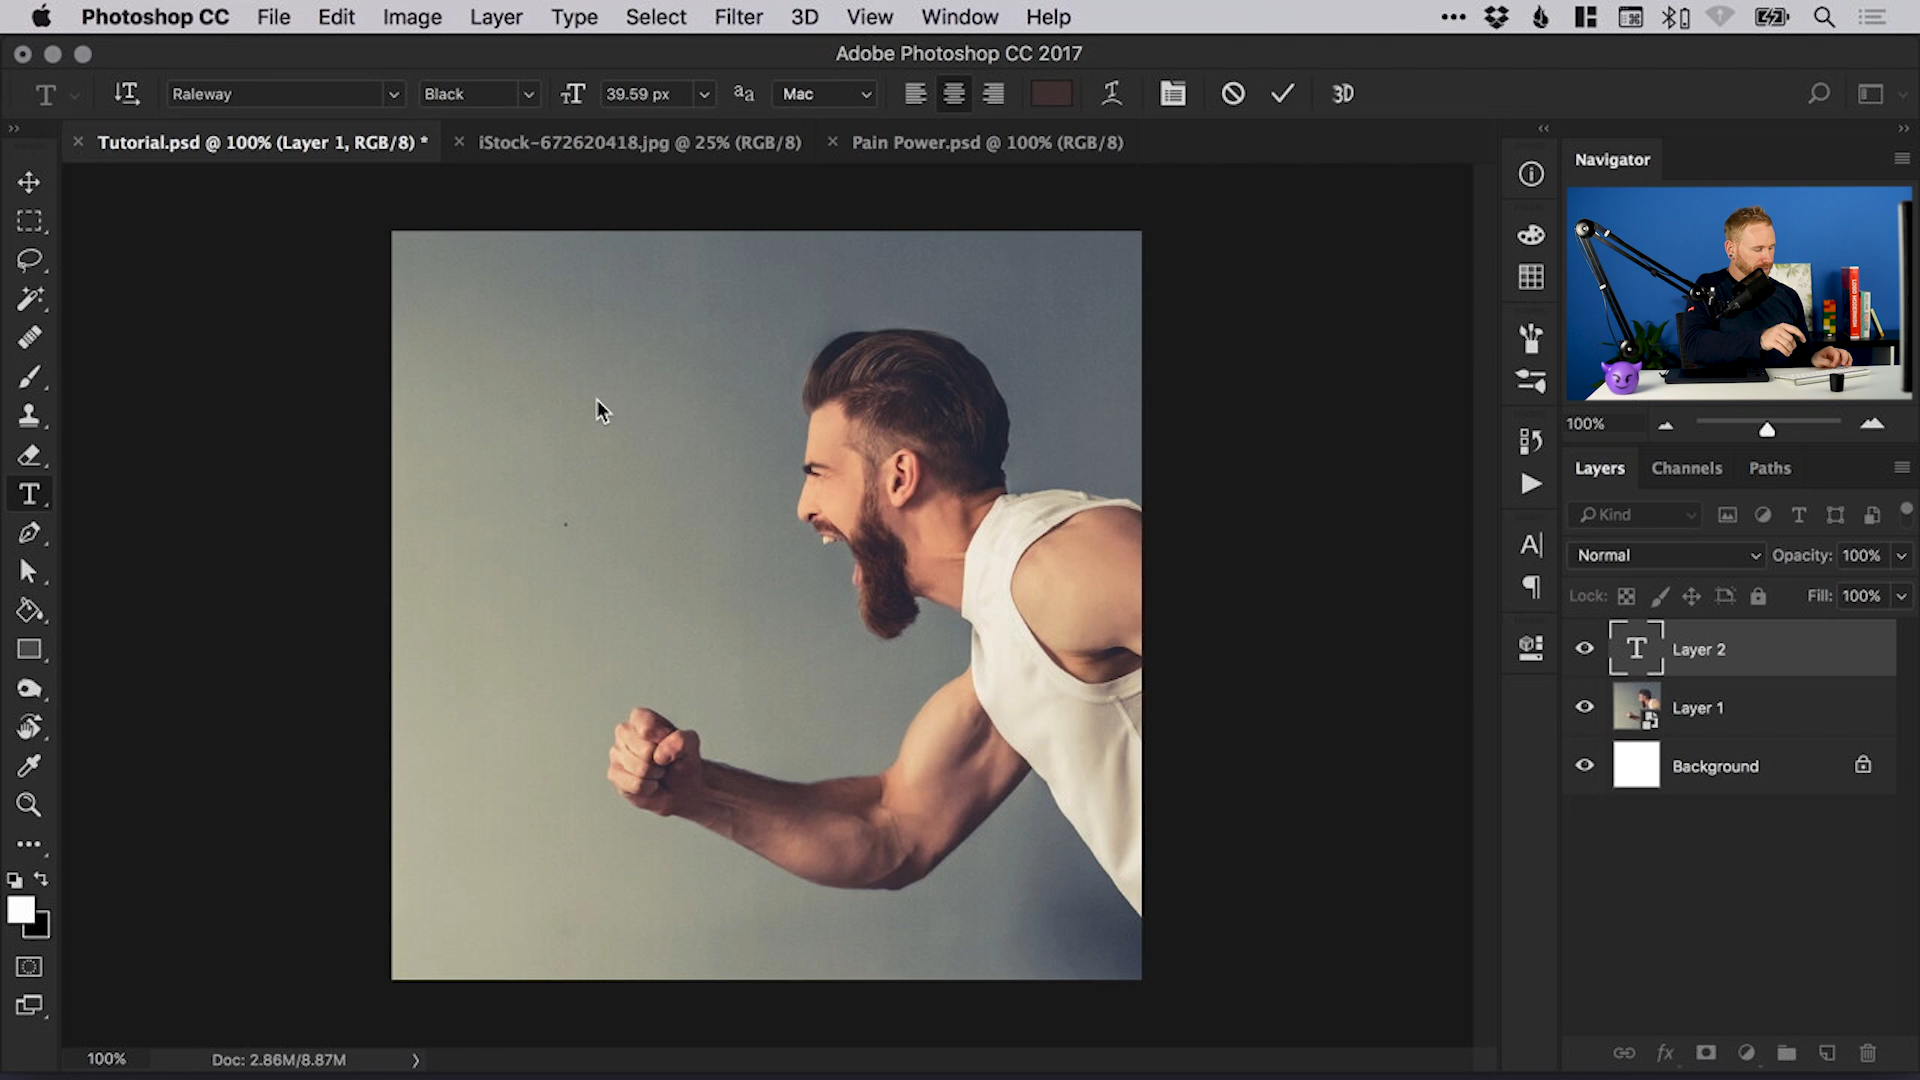 Photoshop CC File Edit Image Layer Type Select Filter 3D View Window Help
Adobe Photoshop CC 2017
T Raleway Black 39.59 px Mac 3D
Tutorial.psd @ 100% (Layer 1, RGB/8) * iStock-672620418.jpg @ 25% (RGB/8) Pain Power.psd @ 100% (RGB/8)
Navigator
100%
Layers Channels Paths
Kind
Normal Opacity: 100%
Lock: Fill: 100%
T Layer 2
Layer 1
Background
fx
100% Doc: 2.86M/8.87M